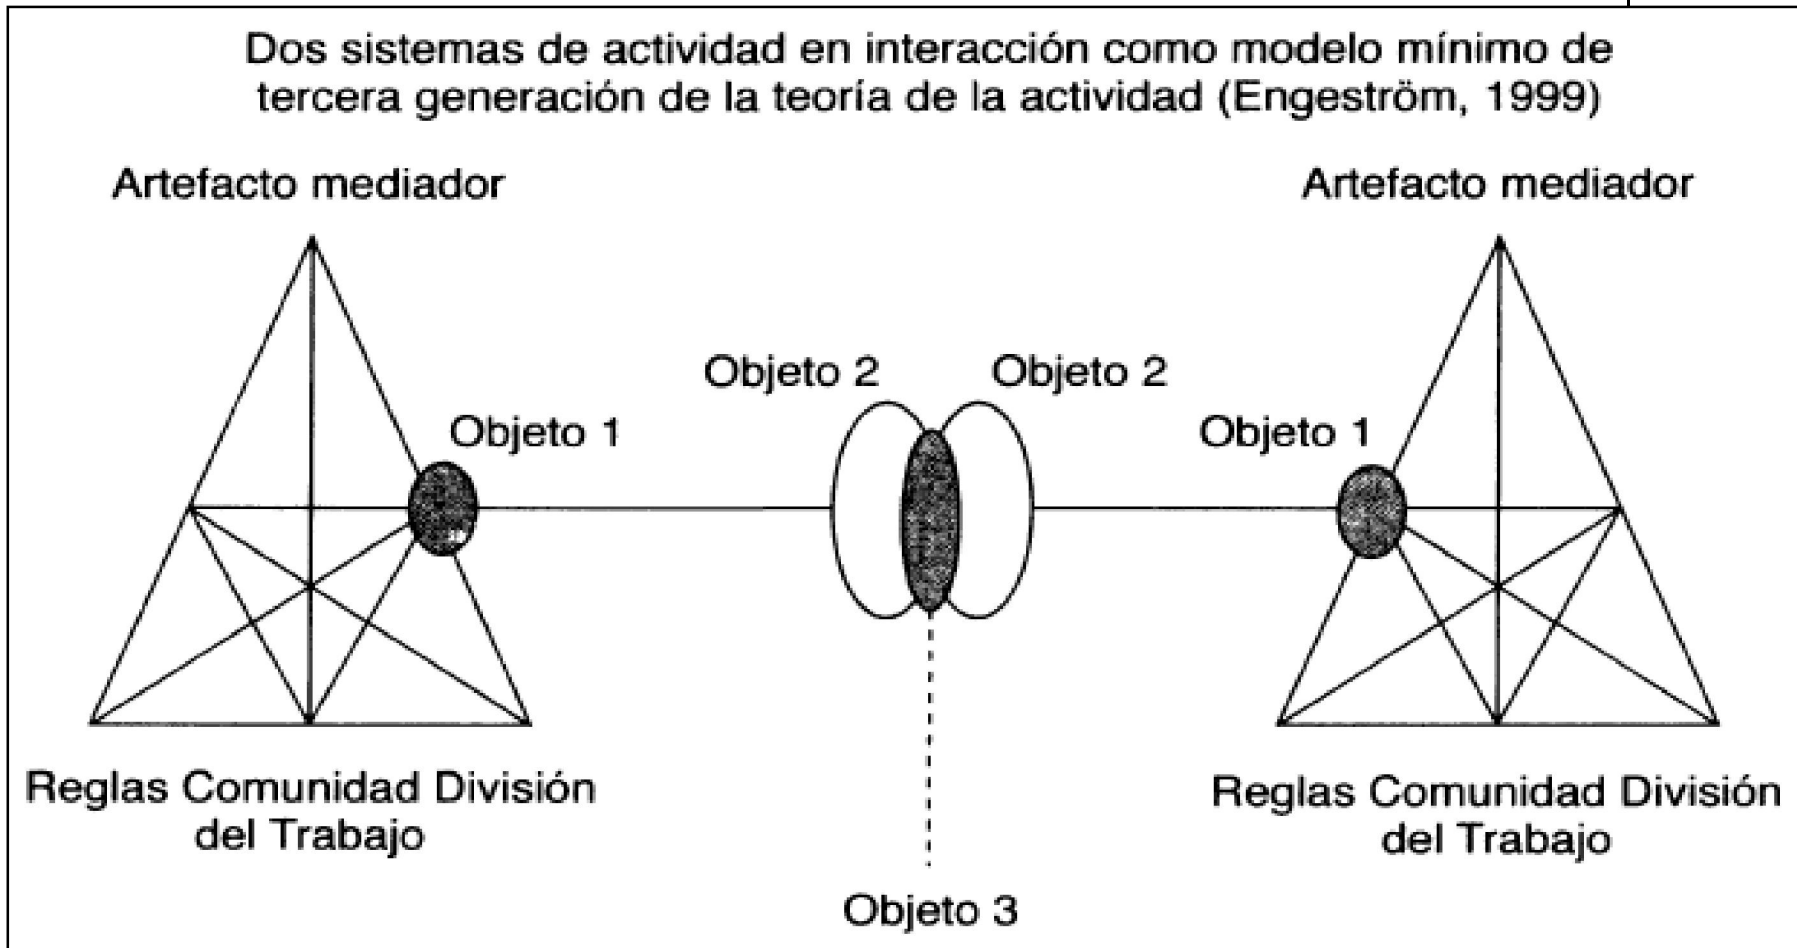 Dos sistemas de actividad en interacción como modelo mínimo de
tercera generación de la teoría de la actividad (Engeström, 1999)
Artefacto mediador
Artefacto mediador
Objeto 2
Objeto 2
Objeto 1
Objeto 1
Reglas Comunidad División
del Trabajo
Reglas Comunidad División
del Trabajo
Objeto 3